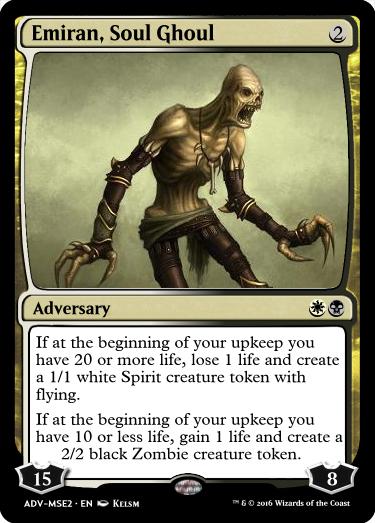 Emiran, Soul Ghoul 2
Adversary
If at the beginning of your upkeep you
have 20 or more life, lose 1 life and create
a 1/1 white Spirit creature token with
flying.
If at the beginning of your upkeep you
have 10 or less life, gain 1 life and create a
2/2 black Zombie creature token.
15
8
ADV-MSE2 • EN Kelsm
™ & © 2016 Wizards of the Coast